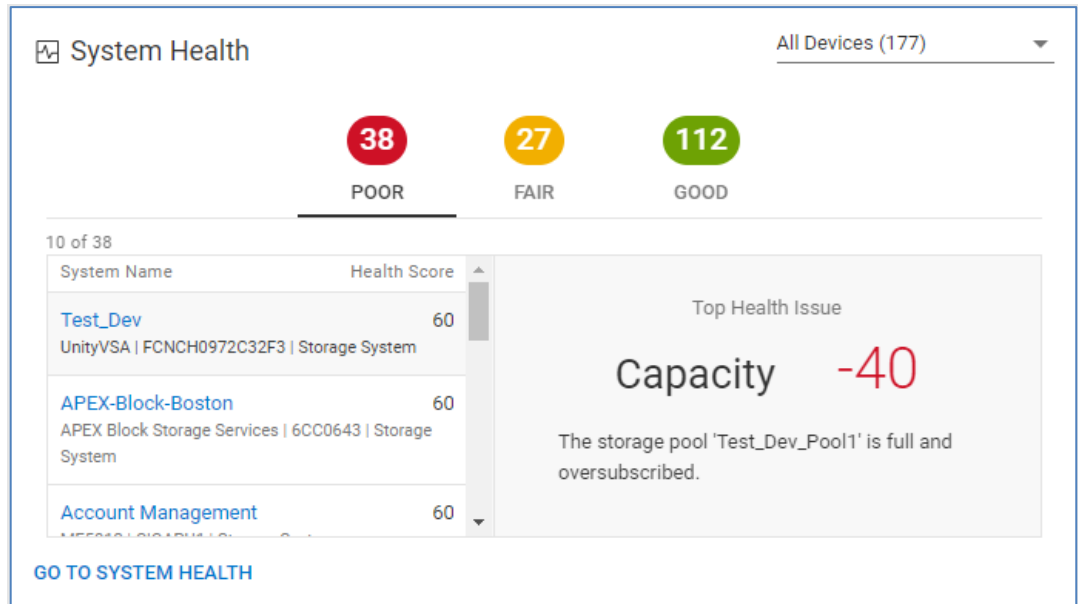 System Health
All Devices (177)
38
27
112
POOR
FAIR
GOOD
10 of 38
System Name
Health Score
Test_Dev
60
UnityVSA | FCNCH0972C32F3 | Storage System
APEX-Block-Boston
60
APEX Block Storage Services | 6CC0643 | Storage
System
Account Management
60
Top Health Issue
Capacity
-40
The storage pool 'Test_Dev_Pool1' is full and
oversubscribed.
GO TO SYSTEM HEALTH